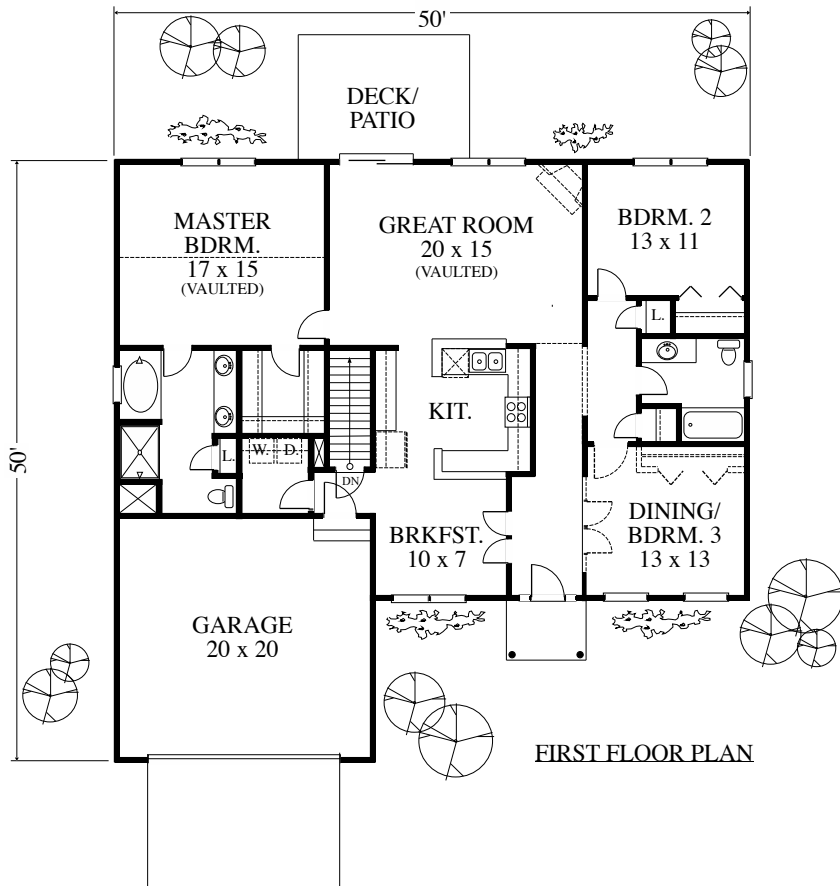 50'
DECK/
PATIO
MASTER
BDRM.
17 x 15
(VAULTED)
GREAT ROOM
20 x 15
(VAULTED)
BDRM. 2
13 x 11
L.
KIT.
50'
L.
W.
D.
DN
BRKFST.
10 x 7
DINING/
BDRM. 3
13 x 13
GARAGE
20 x 20
FIRST FLOOR PLAN